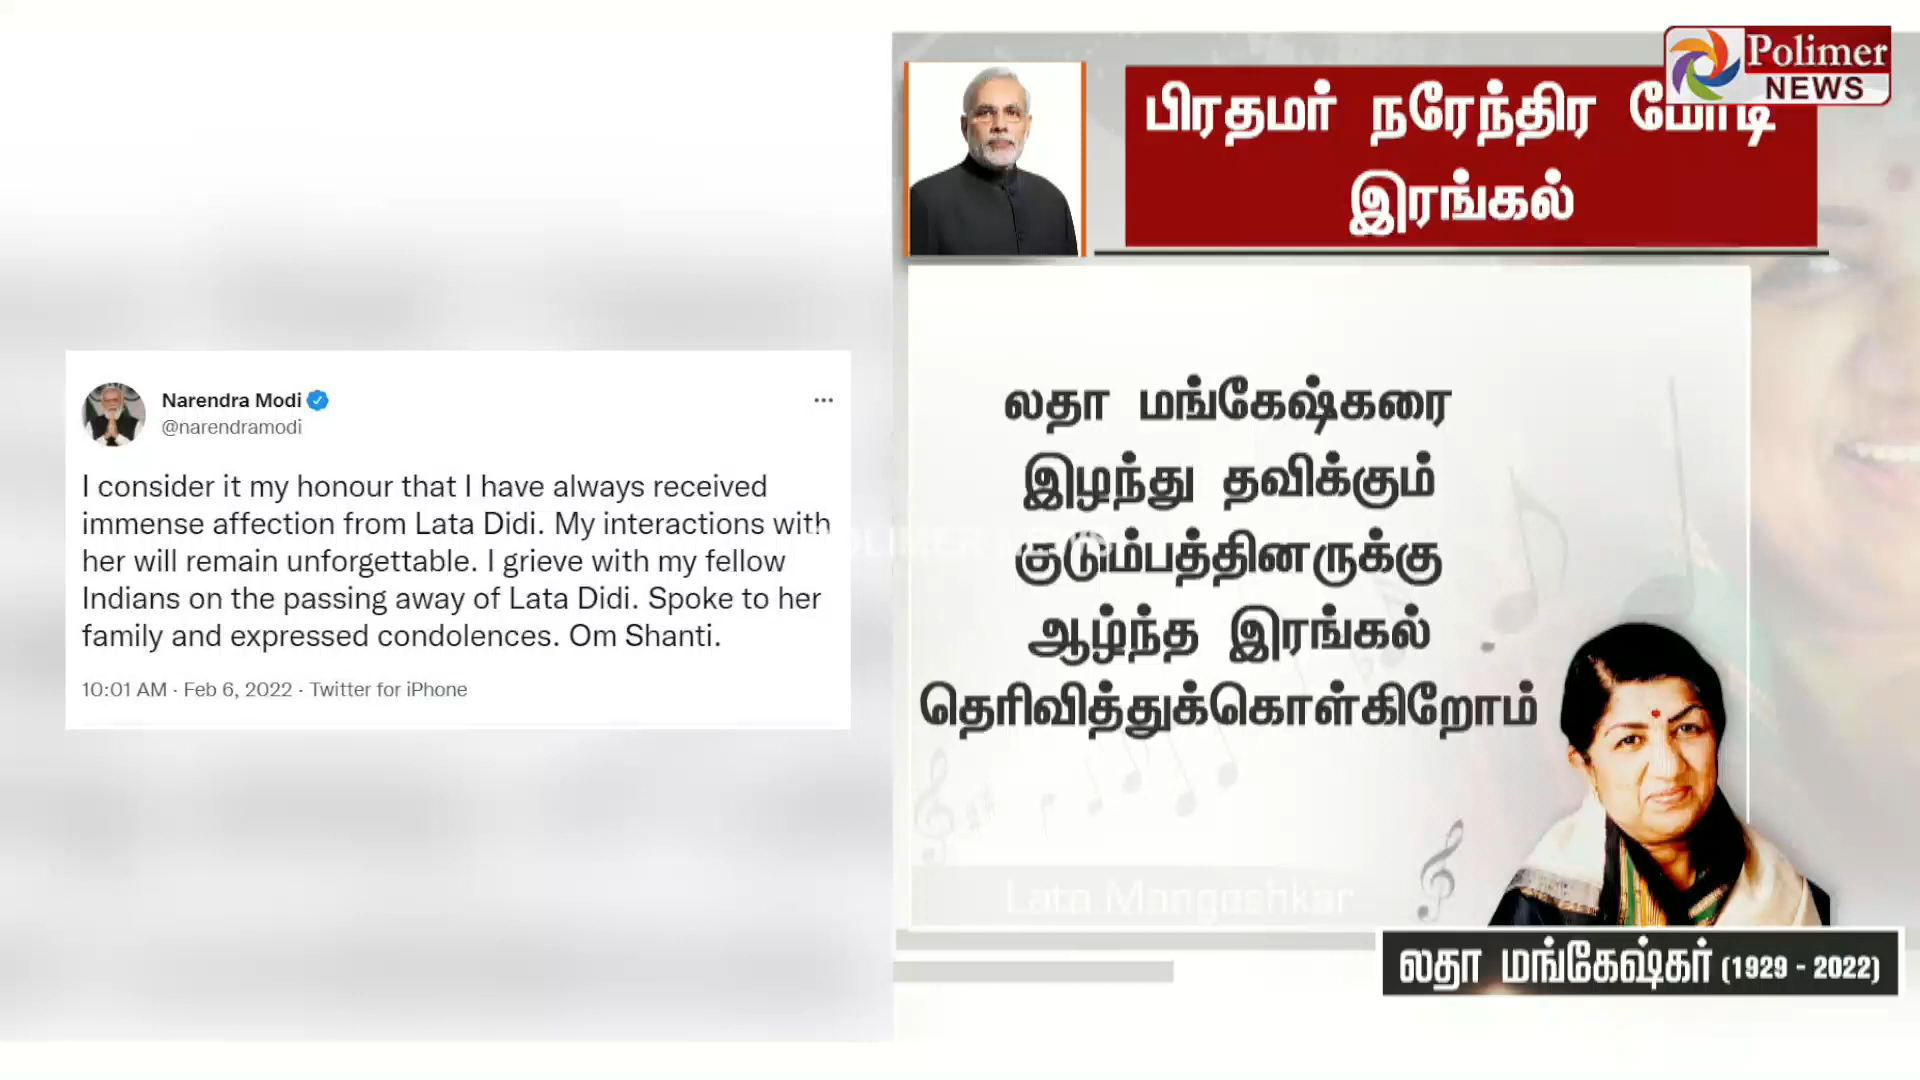 Polimer
NEWS
பிரதமர் நரேந்திர மோடி
இரங்கல்
Narendra Modi
@narendramodi
I consider it my honour that I have always received
immense affection from Lata Didi. My interactions with
her will remain unforgettable. I grieve with my fellow
Indians on the passing away of Lata Didi. Spoke to her
family and expressed condolences. Om Shanti.
10:01 AM · Feb 6, 2022 · Twitter for iPhone
லதா மங்கேஷ்கரை
இழந்து தவிக்கும்
குடும்பத்தினருக்கு
ஆழ்ந்த இரங்கல்
தெரிவித்துக்கொள்கிறோம்
POLIMER NEWS
Lata Mangeshkar
லதா மங்கேஷ்கர் (1929 - 2022)